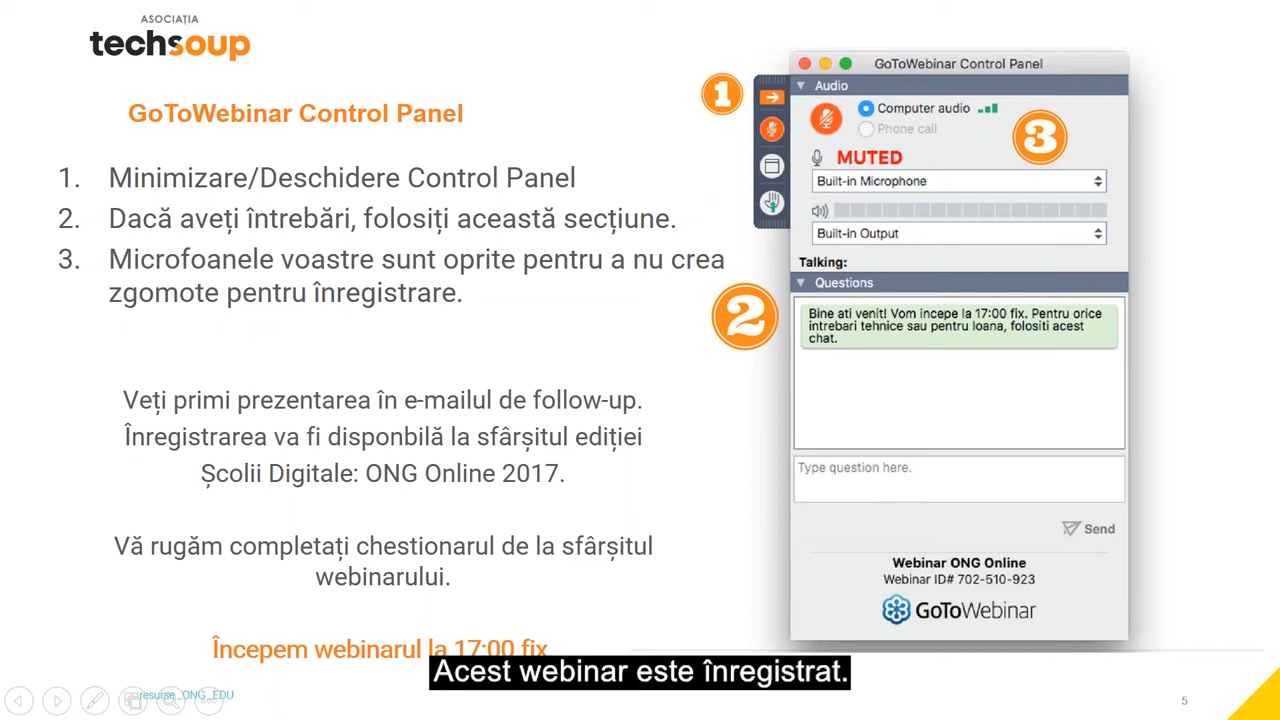 ASOCIAȚIA
techsoup
GoToWebinar Control Panel
1. Minimizare/Deschidere Control Panel
2. Dacă aveți întrebări, folosiți această secțiune.
3. Microfoanele voastre sunt oprite pentru a nu crea
zgomote pentru înregistrare.
Veți primi prezentarea în e-mailul de follow-up.
Înregistrarea va fi disponbilă la sfârșitul ediției
Școlii Digitale: ONG Online 2017.
Vă rugăm completați chestionarul de la sfârșitul
webinarului.
Începem webinarul la 17:00 fix
resurse_ONG_EDU
1
2
3
GoToWebinar Control Panel
Audio
Computer audio
Phone call
MUTED
Built-in Microphone
Built-in Output
Talking:
Questions
Bine ati venit! Vom incepe la 17:00 fix. Pentru orice
intrebari tehnice sau pentru Ioana, folositi acest
chat.
Type question here.
Send
Webinar ONG Online
Webinar ID# 702-510-923
GoToWebinar
Acest webinar este înregistrat.
5